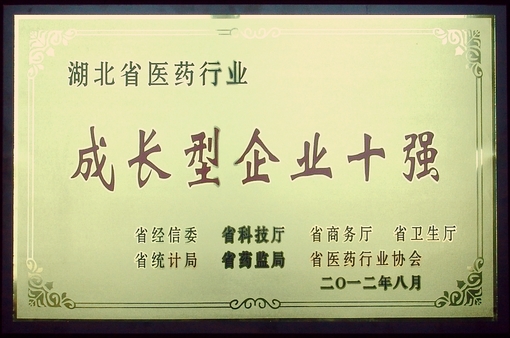 湖北省医药行业
成长型企业十强
省经信委 省科技厅 省商务厅 省卫生厅
省统计局 省药监局 省医药行业协会
二〇一二年八月